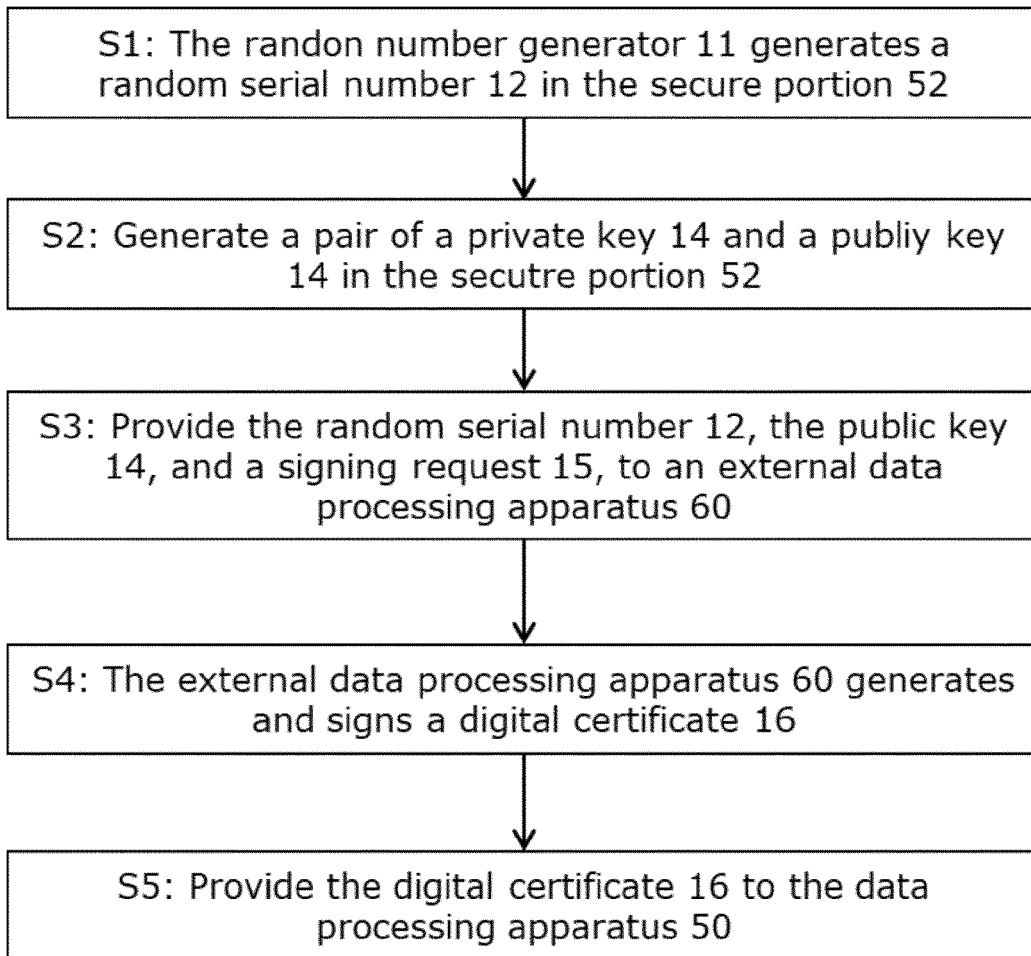 S1: The randon number generator 11 generates a
random serial number 12 in the secure portion 52
S2: Generate a pair of a private key 14 and a publiy key
14 in the secutre portion 52
S3: Provide the random serial number 12, the public key
14, and a signing request 15, to an external data
processing apparatus 60
S4: The external data processing apparatus 60 generates
and signs a digital certificate 16
S5: Provide the digital certificate 16 to the data
processing apparatus 50